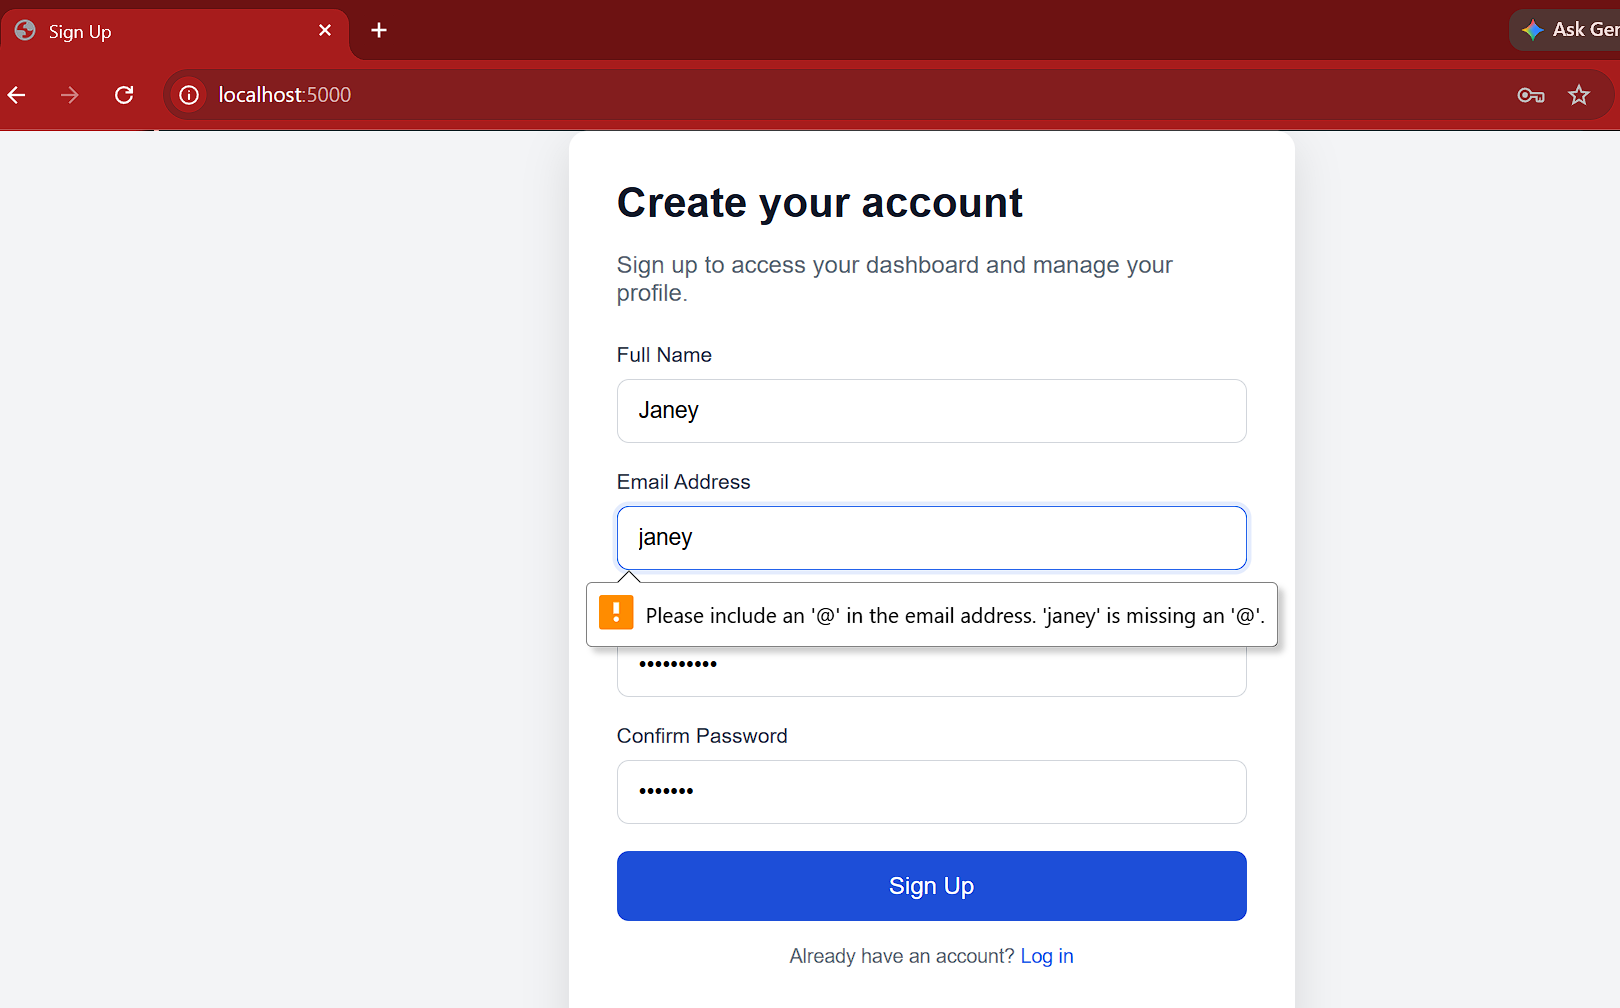 Sign Up
Ask Ger
localhost:5000
Create your account
Sign up to access your dashboard and manage your
profile.
Full Name
Janey
Email Address
janey
Please include an '@' in the email address. 'janey' is missing an '@'.
••••••••••
Confirm Password
•••••••
Sign Up
Already have an account? Log in